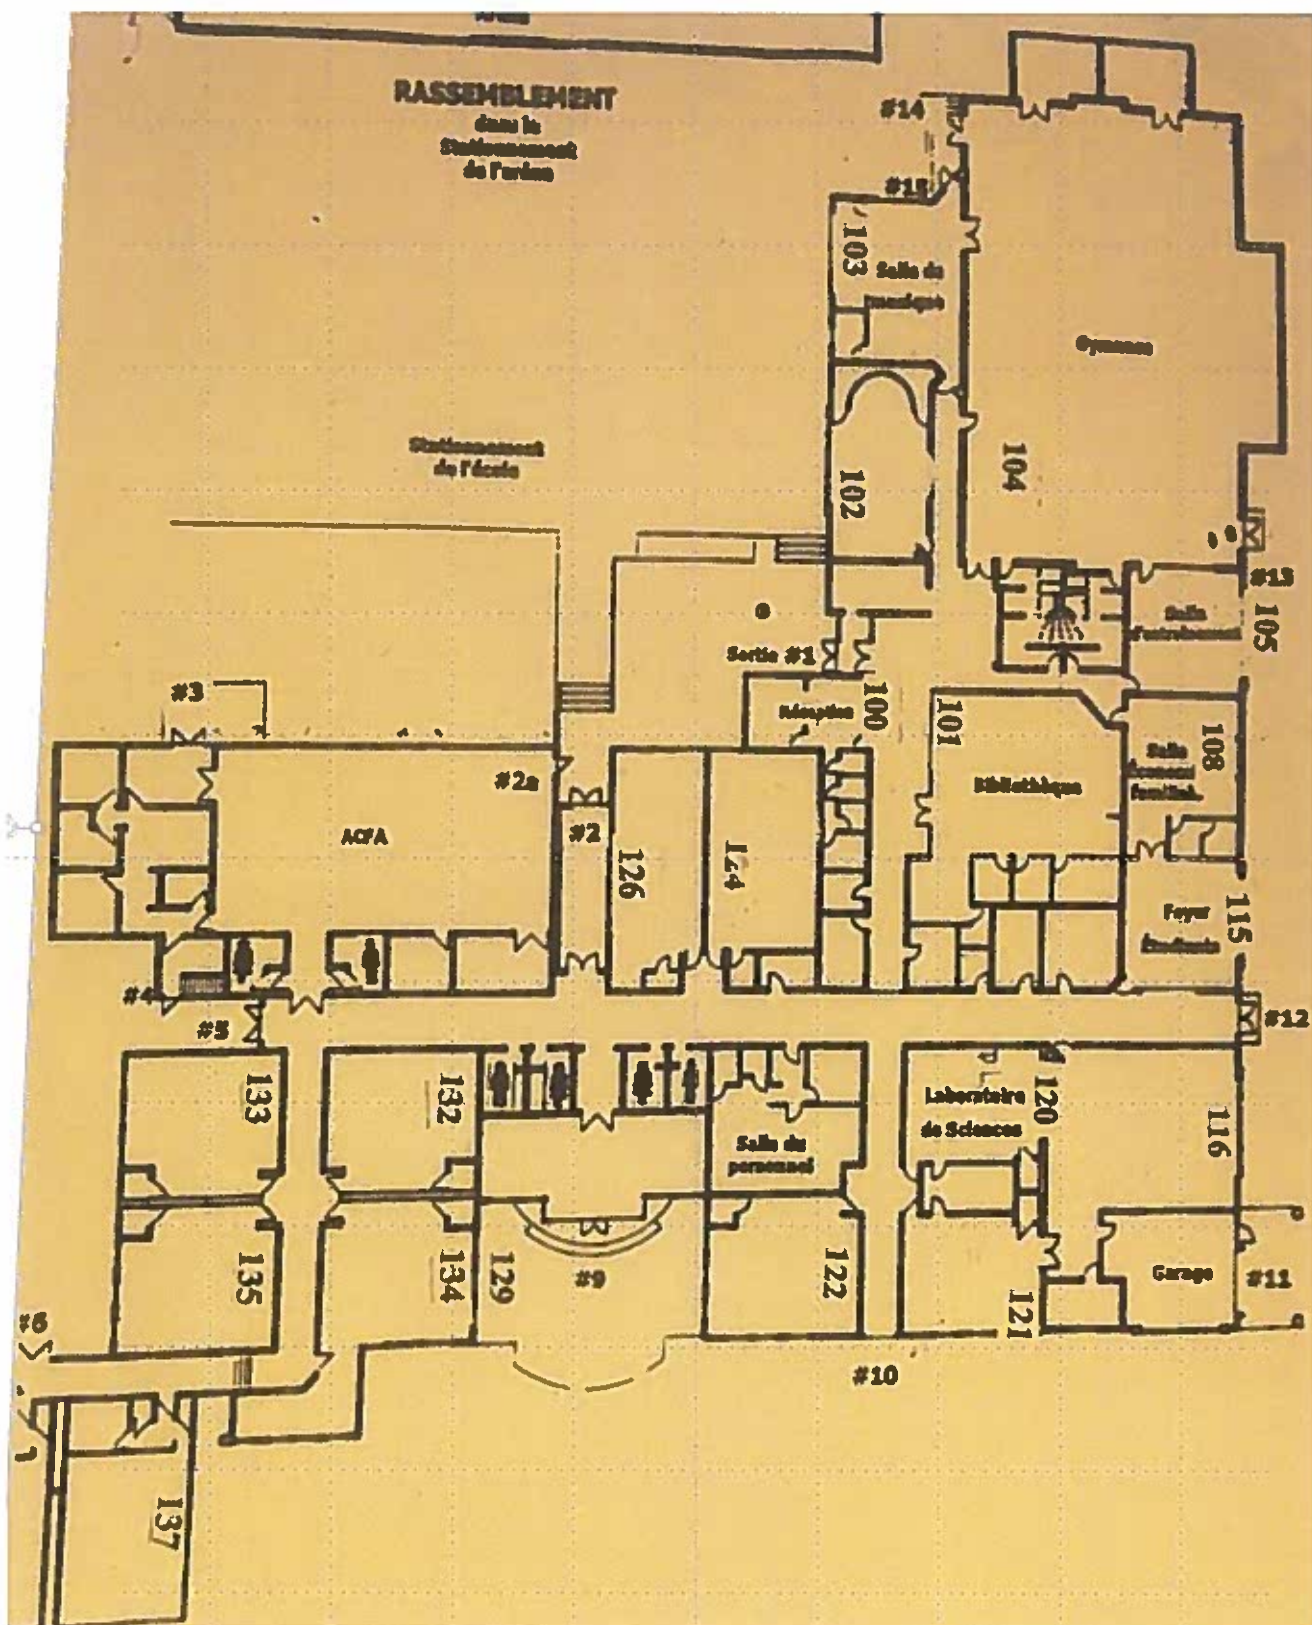 RASSEMBLEMENT
dans le
Stationnement
de l'aréna
#14
#15
103
Salle de
musique
Gymnase
Stationnement
de l'école
104
102
#13
105
Salle
Sortie #1
#3
Réception
100
101
108
Salle
#2a
Bibliothèque
ACFA
#2
126
124
115
Foyer
Étudiants
#4
#5
#12
133
132
120
Laboratoire
de Sciences
116
Salle du
personnel
135
134
129
#9
122
121
Garage
#11
#6
#10
137